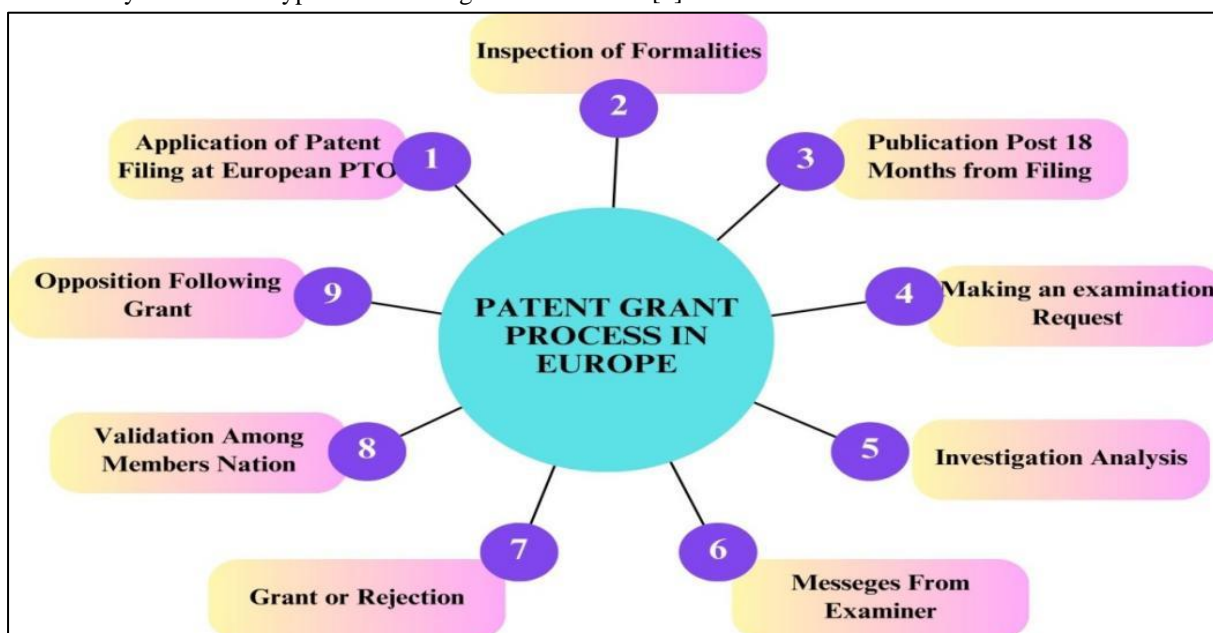 PATENT GRANT
PROCESS IN
EUROPE
1
Application of Patent
Filing at European PTO
2
Inspection of Formalities
3
Publication Post 18
Months from Filing
4
Making an examination
Request
5
Investigation Analysis
6
Messeges From
Examiner
7
Grant or Rejection
8
Validation Among
Members Nation
9
Opposition Following
Grant